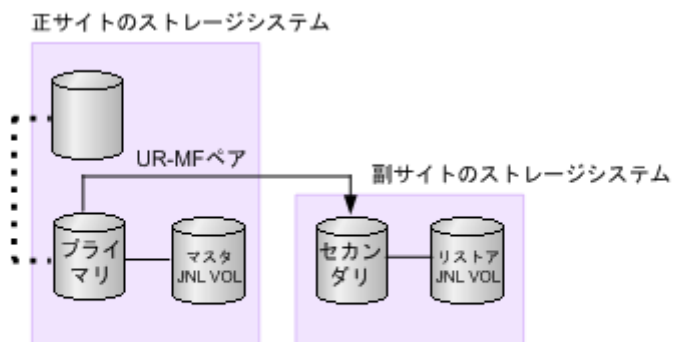 正サイトのストレージシステム
UR-MFペア
副サイトのストレージシステム
プライ
マリ
マスタ
JNL VOL
セカン
ダリ
リストア
JNL VOL